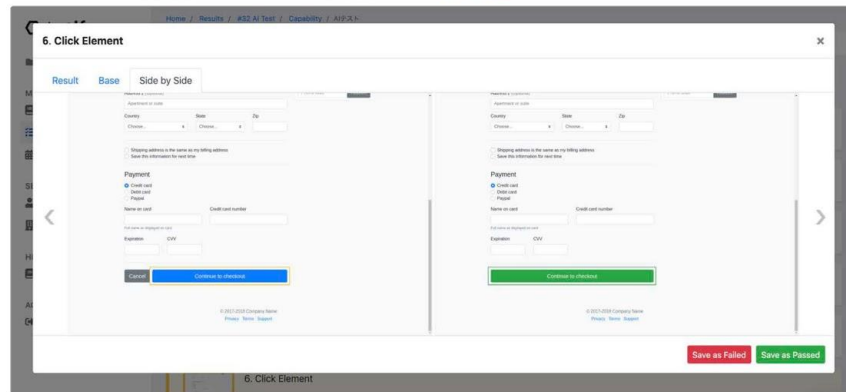 Home / Results / #32 AI Test / Capability / AIテスト
6. Click Element
×
Result Base Side by Side
Apartment or suite
Country State Zip
Choose... Choose...
Shipping address is the same as my billing address
Save this information for next time
Payment
Credit card
Debit card
Paypal
Name on card Credit card number
Full name as displayed on card
Expiration CVV
Cancel Continue to checkout
© 2017-2018 Company Name
Privacy Terms Support
Apartment or suite
Country State Zip
Choose... Choose...
Shipping address is the same as my billing address
Save this information for next time
Payment
Credit card
Debit card
Paypal
Name on card Credit card number
Full name as displayed on card
Expiration CVV
Continue to checkout
© 2017-2018 Company Name
Privacy Terms Support
Save as Failed Save as Passed
6. Click Element